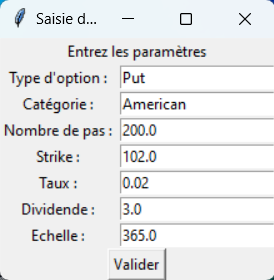 Saisie d...
Entrez les paramètres
Type d'option : Put
Catégorie : American
Nombre de pas : 200.0
Strike : 102.0
Taux : 0.02
Dividende : 3.0
Echelle : 365.0
Valider